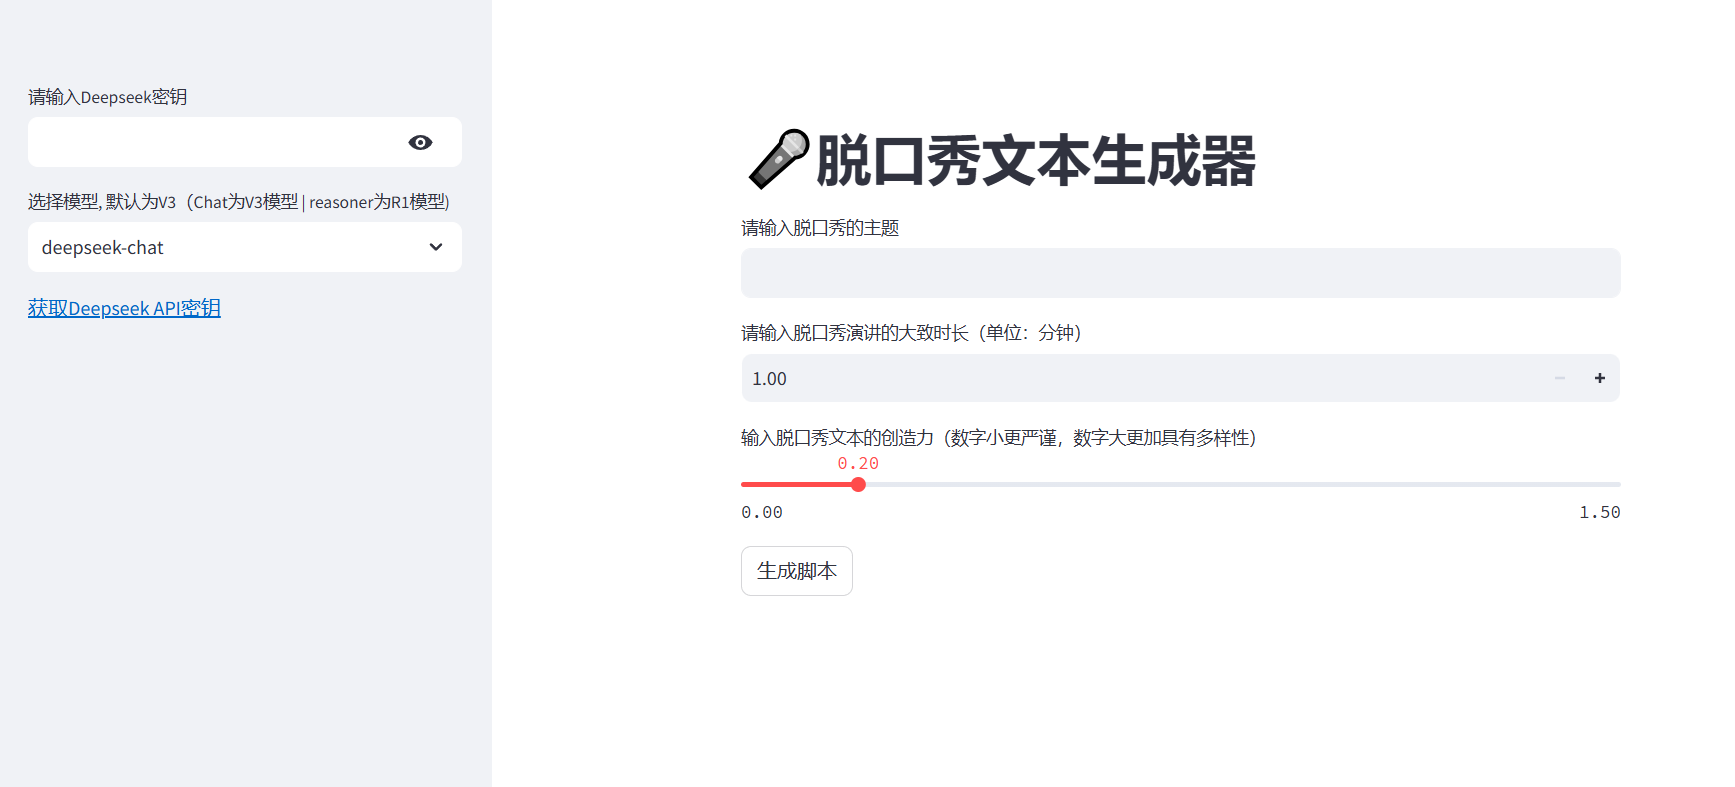 请输入Deepseek密钥
选择模型, 默认为V3（Chat为V3模型 | reasoner为R1模型)
deepseek-chat
获取Deepseek API密钥
脱口秀文本生成器
请输入脱口秀的主题
请输入脱口秀演讲的大致时长（单位：分钟）
1.00
输入脱口秀文本的创造力（数字小更严谨，数字大更加具有多样性）
0.20
0.00
1.50
生成脚本